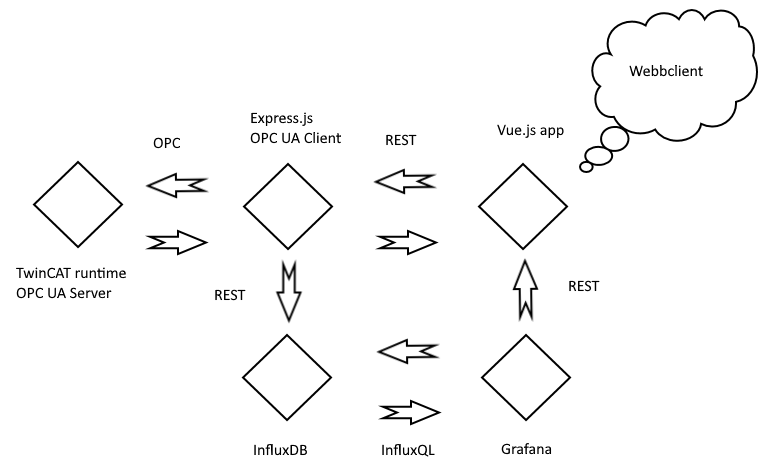 Webbclient
Express.js
OPC UA Client
OPC
REST
Vue.js app
TwinCAT runtime
OPC UA Server
REST
REST
InfluxDB
InfluxQL
Grafana